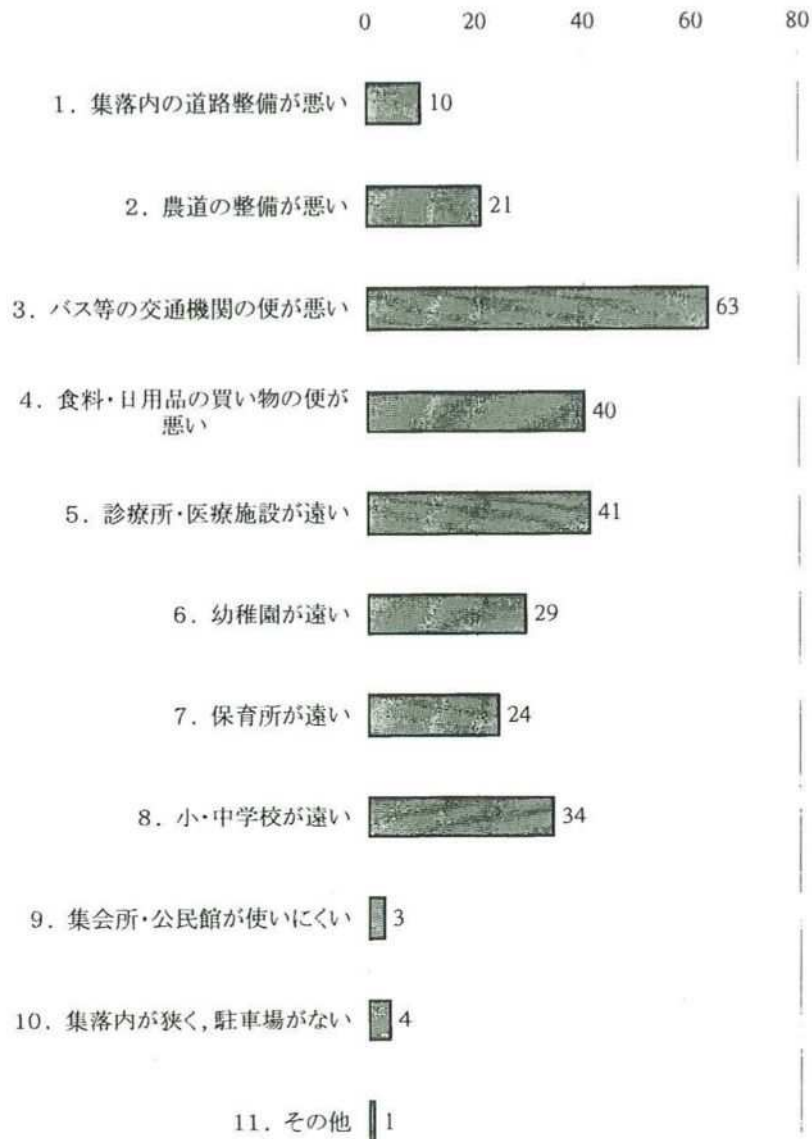 0 20 40 60 80
1. 集落内の道路整備が悪い 10
2. 農道の整備が悪い 21
3. バス等の交通機関の便が悪い 63
4. 食料・日用品の買い物の便が
悪い 40
5. 診療所・医療施設が遠い 41
6. 幼稚園が遠い 29
7. 保育所が遠い 24
8. 小・中学校が遠い 34
9. 集会所・公民館が使いにくい 3
10. 集落内が狭く,駐車場がない 4
11. その他 1